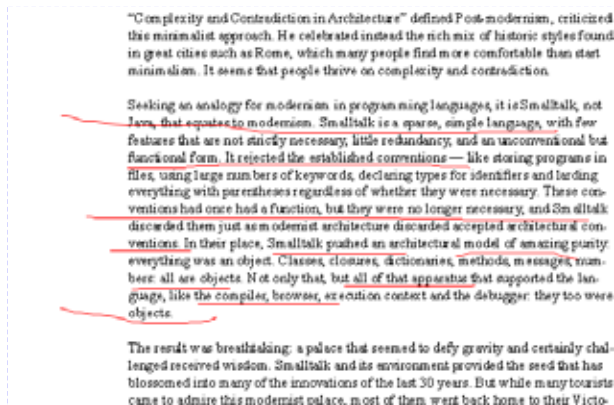 “Complexity and Contradiction in Architecture” defined Post-modernism, criticized
this minimalist approach. He celebrated instead the rich mix of historic styles found
in great cities such as Rome, which many people find more comfortable than start
minimalism. It seems that people thrive on complexity and contradiction.
Seeking an analogy for modernism in programming languages, it is Smalltalk, not
Java, that equates to modernism. Smalltalk is a sparse, simple language, with few
features that are not strictly necessary, little redundancy, and an unconventional but
functional form. It rejected the established conventions — like storing programs in
files, using large numbers of keywords, declaring types for identifiers and larding
everything with parentheses regardless of whether they were necessary. These con-
ventions had once had a function, but they were no longer necessary, and Smalltalk
discarded them just as modernist architecture discarded accepted architectural con-
ventions. In their place, Smalltalk pushed an architectural model of amazing purity:
everything was an object. Classes, closures, dictionaries, methods, messages, num-
bers: all are objects. Not only that, but all of that apparatus that supported the lan-
guage, like the compiler, browser, execution context and the debugger: they too were
objects.
The result was breathtaking: a palace that seemed to defy gravity and certainly chal-
lenged received wisdom. Smalltalk and its environment provided the seed that has
blossomed into many of the innovations of the last 30 years. But while many tourists
came to admire this modernist palace, most of them went back home to their Victo-